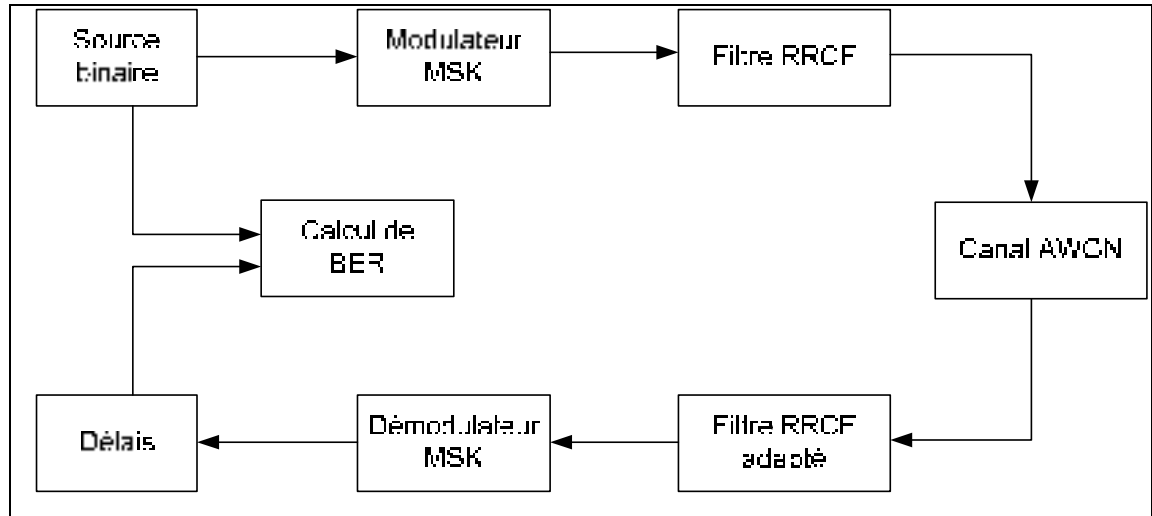 Source
binaire
Modulateur
MSK
Filtre RRCF
Calcul de
BER
Canal AWGN
Délais
Démodulateur
MSK
Filtre RRCF
adapté